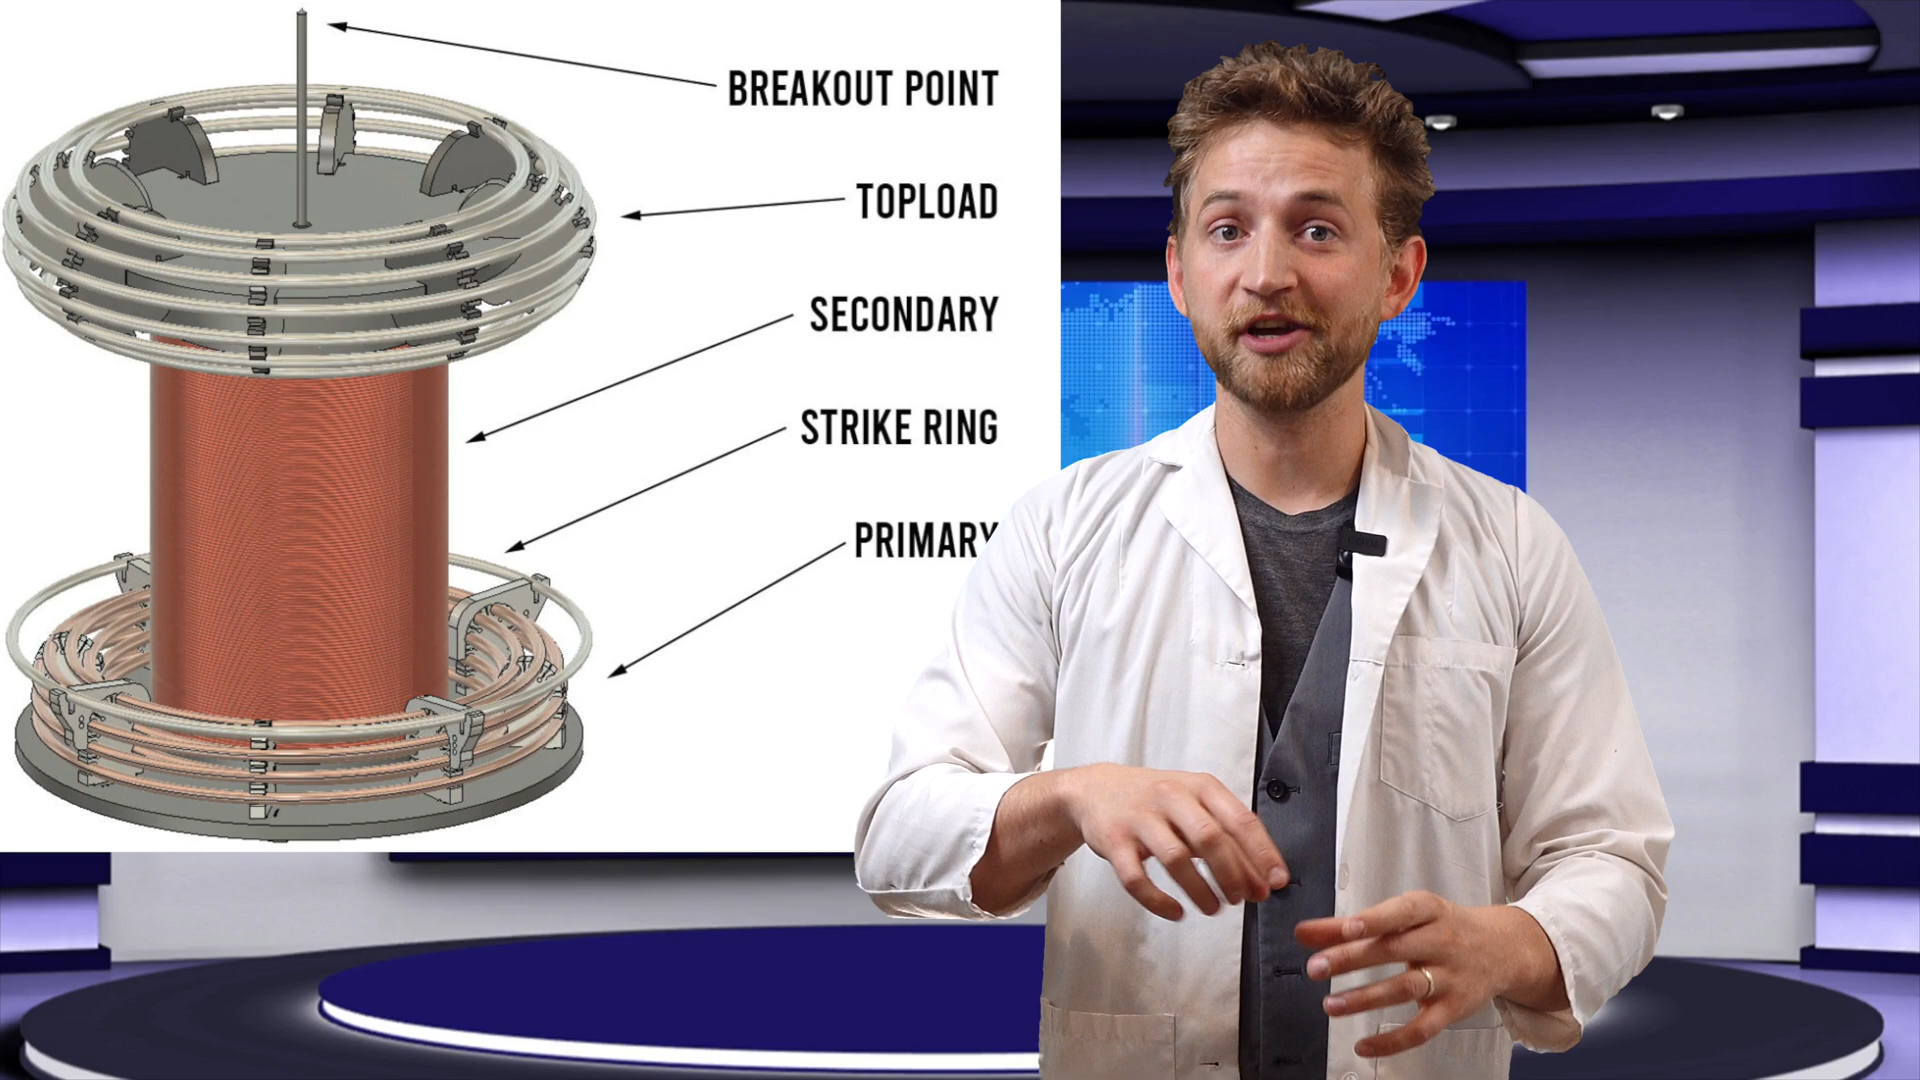 BREAKOUT POINT
TOPLOAD
SECONDARY
STRIKE RING
PRIMARY